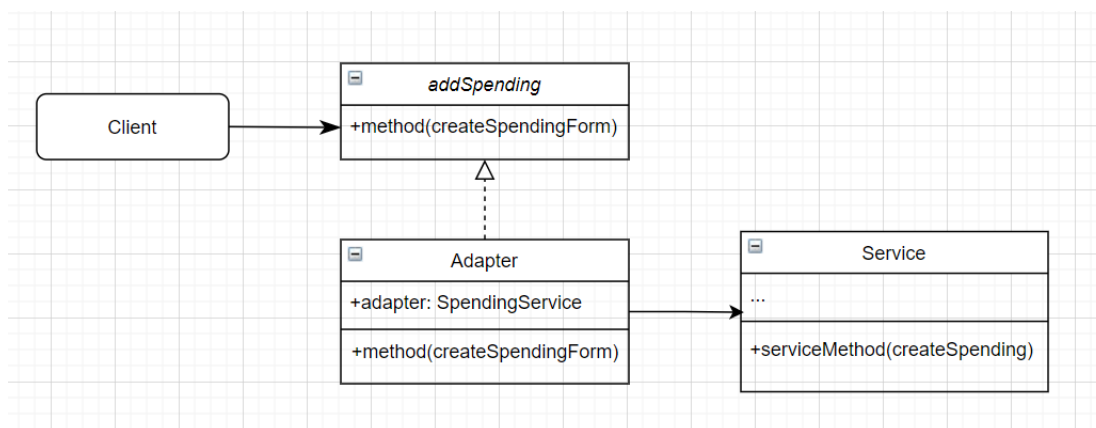 addSpending
Client
+method(createSpendingForm)
Adapter
+adapter: SpendingService
+method(createSpendingForm)
Service
...
+serviceMethod(createSpending)